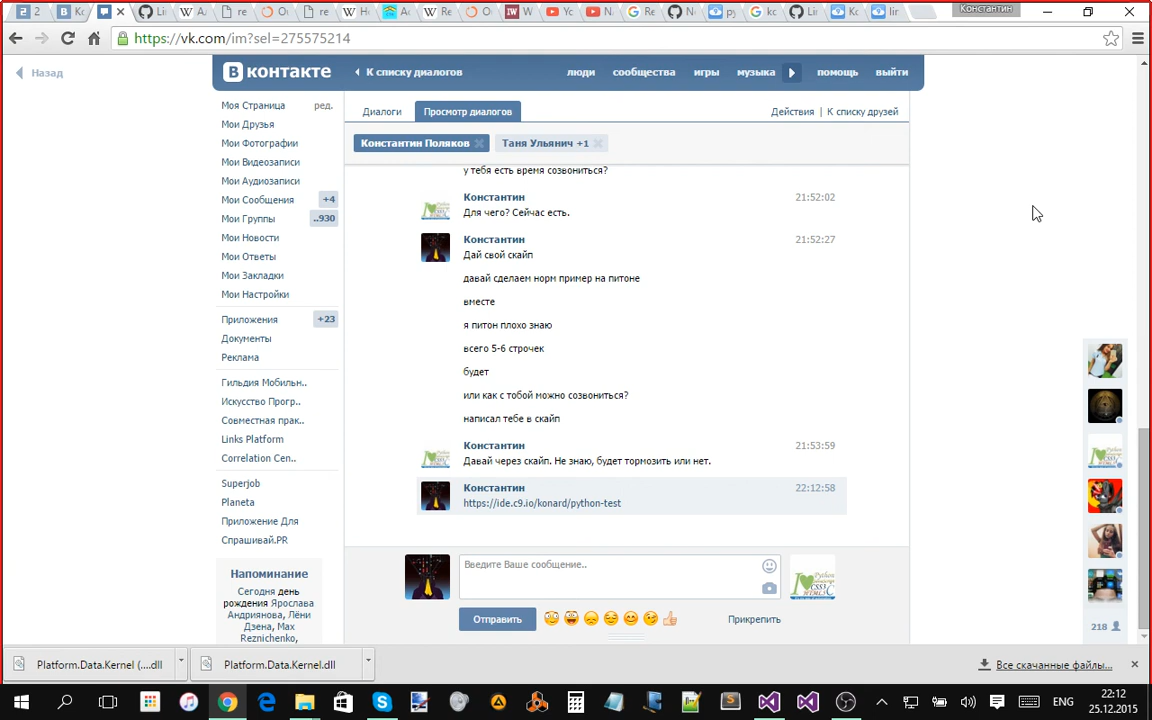 2
Константин
https://vk.com/im?sel=275575214
Назад
В контакте
К списку диалогов
люди
сообщества
игры
музыка
помощь
выйти
Моя Страница
ред.
Мои Друзья
Мои Фотографии
Мои Видеозаписи
Мои Аудиозаписи
Мои Сообщения
+4
Мои Группы
..930
Мои Новости
Мои Ответы
Мои Закладки
Мои Настройки
Приложения
+23
Документы
Реклама
Гильдия Мобильн..
Искусство Прогр..
Совместная прак..
Links Platform
Correlation Cen..
Superjob
Planeta
Приложение Для
Спрашивай.PR
Напоминание
Сегодня день
рождения Ярослава
Андриянова, Лёни
Дзена, Max
Reznichenko,
Диалоги
Просмотр диалогов
Действия | К списку друзей
Константин Поляков
Таня Ульянич +1
у тебя есть время созвониться?
Константин
21:52:02
Для чего? Сейчас есть.
Константин
21:52:27
Дай свой скайп
давай сделаем норм пример на питоне
вместе
я питон плохо знаю
всего 5-6 строчек
будет
или как с тобой можно созвониться?
написал тебе в скайп
Константин
21:53:59
Давай через скайп. Не знаю, будет тормозить или нет.
Константин
22:12:58
https://ide.c9.io/konard/python-test
Введите Ваше сообщение..
Отправить
Прикрепить
218
Platform.Data.Kernel (....dll
Platform.Data.Kernel.dll
Все скачанные файлы...
ENG
22:12
25.12.2015